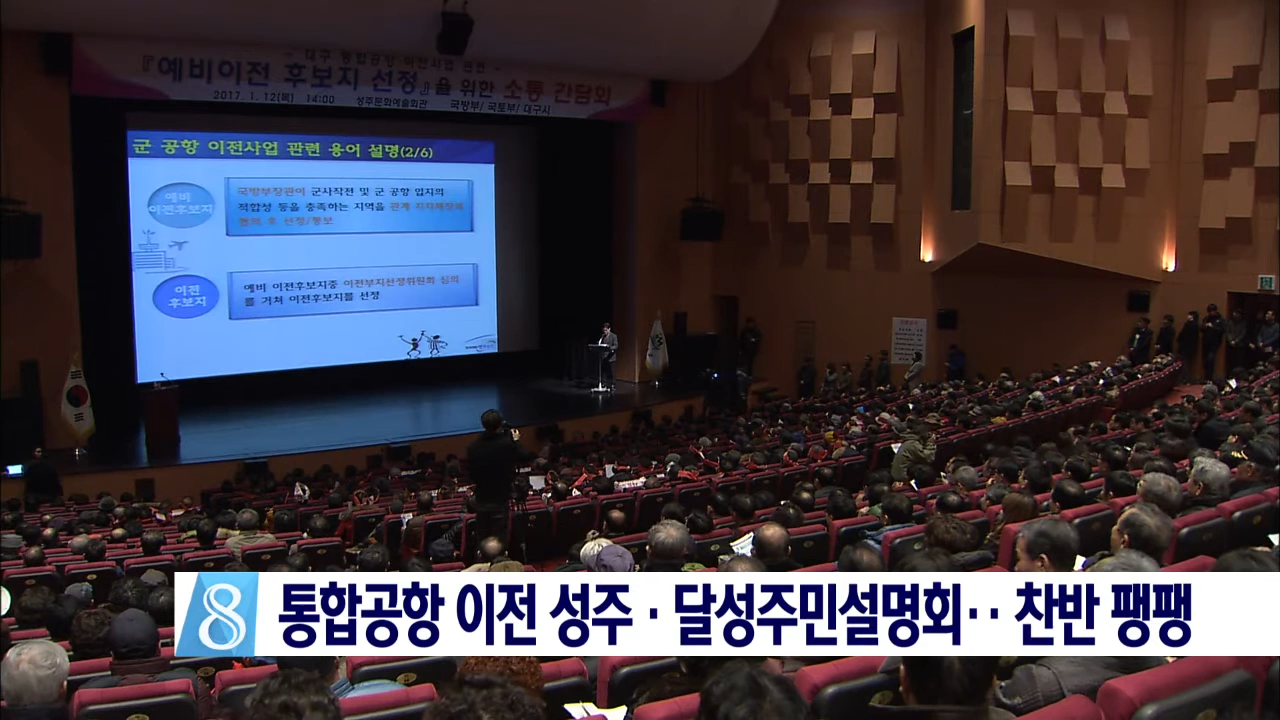 - 대구 통합공항 이전사업 관련 -
『예비이전 후보지 선정』을 위한 소통 간담회
2017. 1. 12(목) 14:00 성주문화예술회관 국방부/ 국토부/ 대구시
군 공항 이전사업 관련 용어 설명(2/6)
예비
이전후보지
국방부장관이 군사작전 및 군 공항 입지의
적합성 등을 충족하는 지역을 관계 지자체장과
협의 후 선정/통보
이전
후보지
예비 이전후보지중 이전부지선정위원회 심의
를 거쳐 이전후보지를 선정
8 통합공항 이전 성주·달성주민설명회‥ 찬반 팽팽